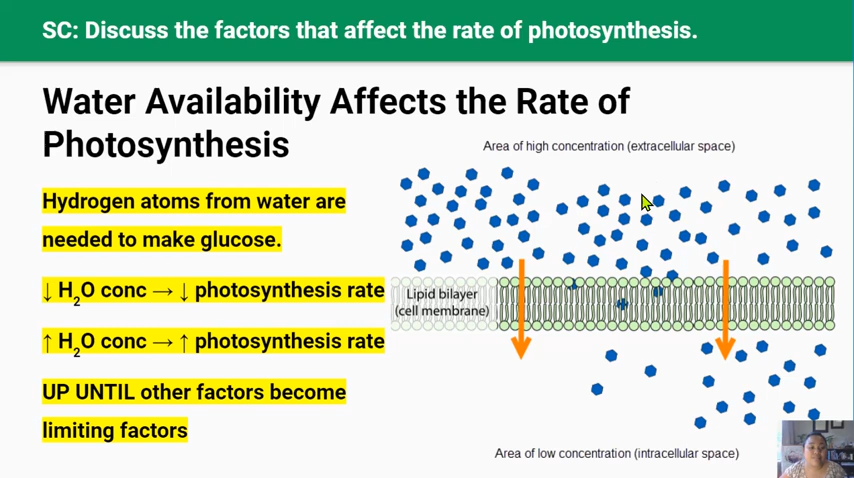 SC: Discuss the factors that affect the rate of photosynthesis.
Water Availability Affects the Rate of
Photosynthesis
Hydrogen atoms from water are
needed to make glucose.
↓ H₂O conc → ↓ photosynthesis rate
↑ H₂O conc → ↑ photosynthesis rate
UP UNTIL other factors become
limiting factors
Area of high concentration (extracellular space)
Lipid bilayer
(cell membrane)
Area of low concentration (intracellular space)